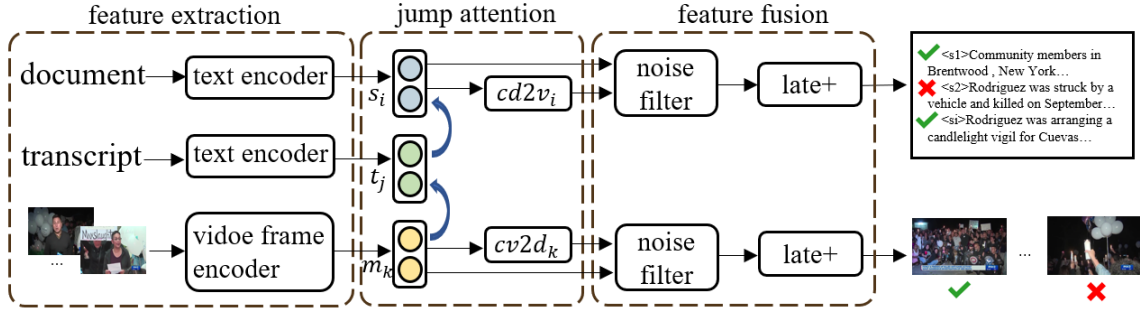 feature extraction
jump attention
feature fusion
document
text encoder
s_i
cd2v_i
noise
filter
late+
<s1>Community members in
Brentwood , New York…
<s2>Rodriguez was struck by a
vehicle and killed on September…
<si>Rodriguez was arranging a
candlelight vigil for Cuevas…
transcript
text encoder
t_j
...
vidoe frame
encoder
m_k
cv2d_k
noise
filter
late+
...